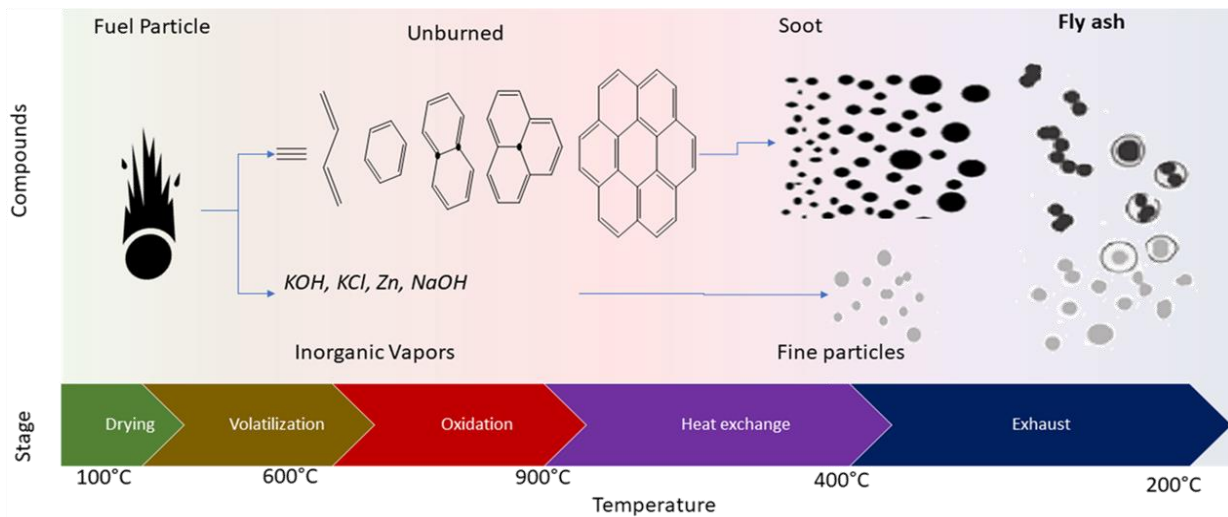 Fuel Particle
Unburned
Soot
Fly ash
Compounds
KOH, KCl, Zn, NaOH
Inorganic Vapors
Fine particles
Stage
Drying
Volatilization
Oxidation
Heat exchange
Exhaust
100°C
600°C
900°C
400°C
200°C
Temperature